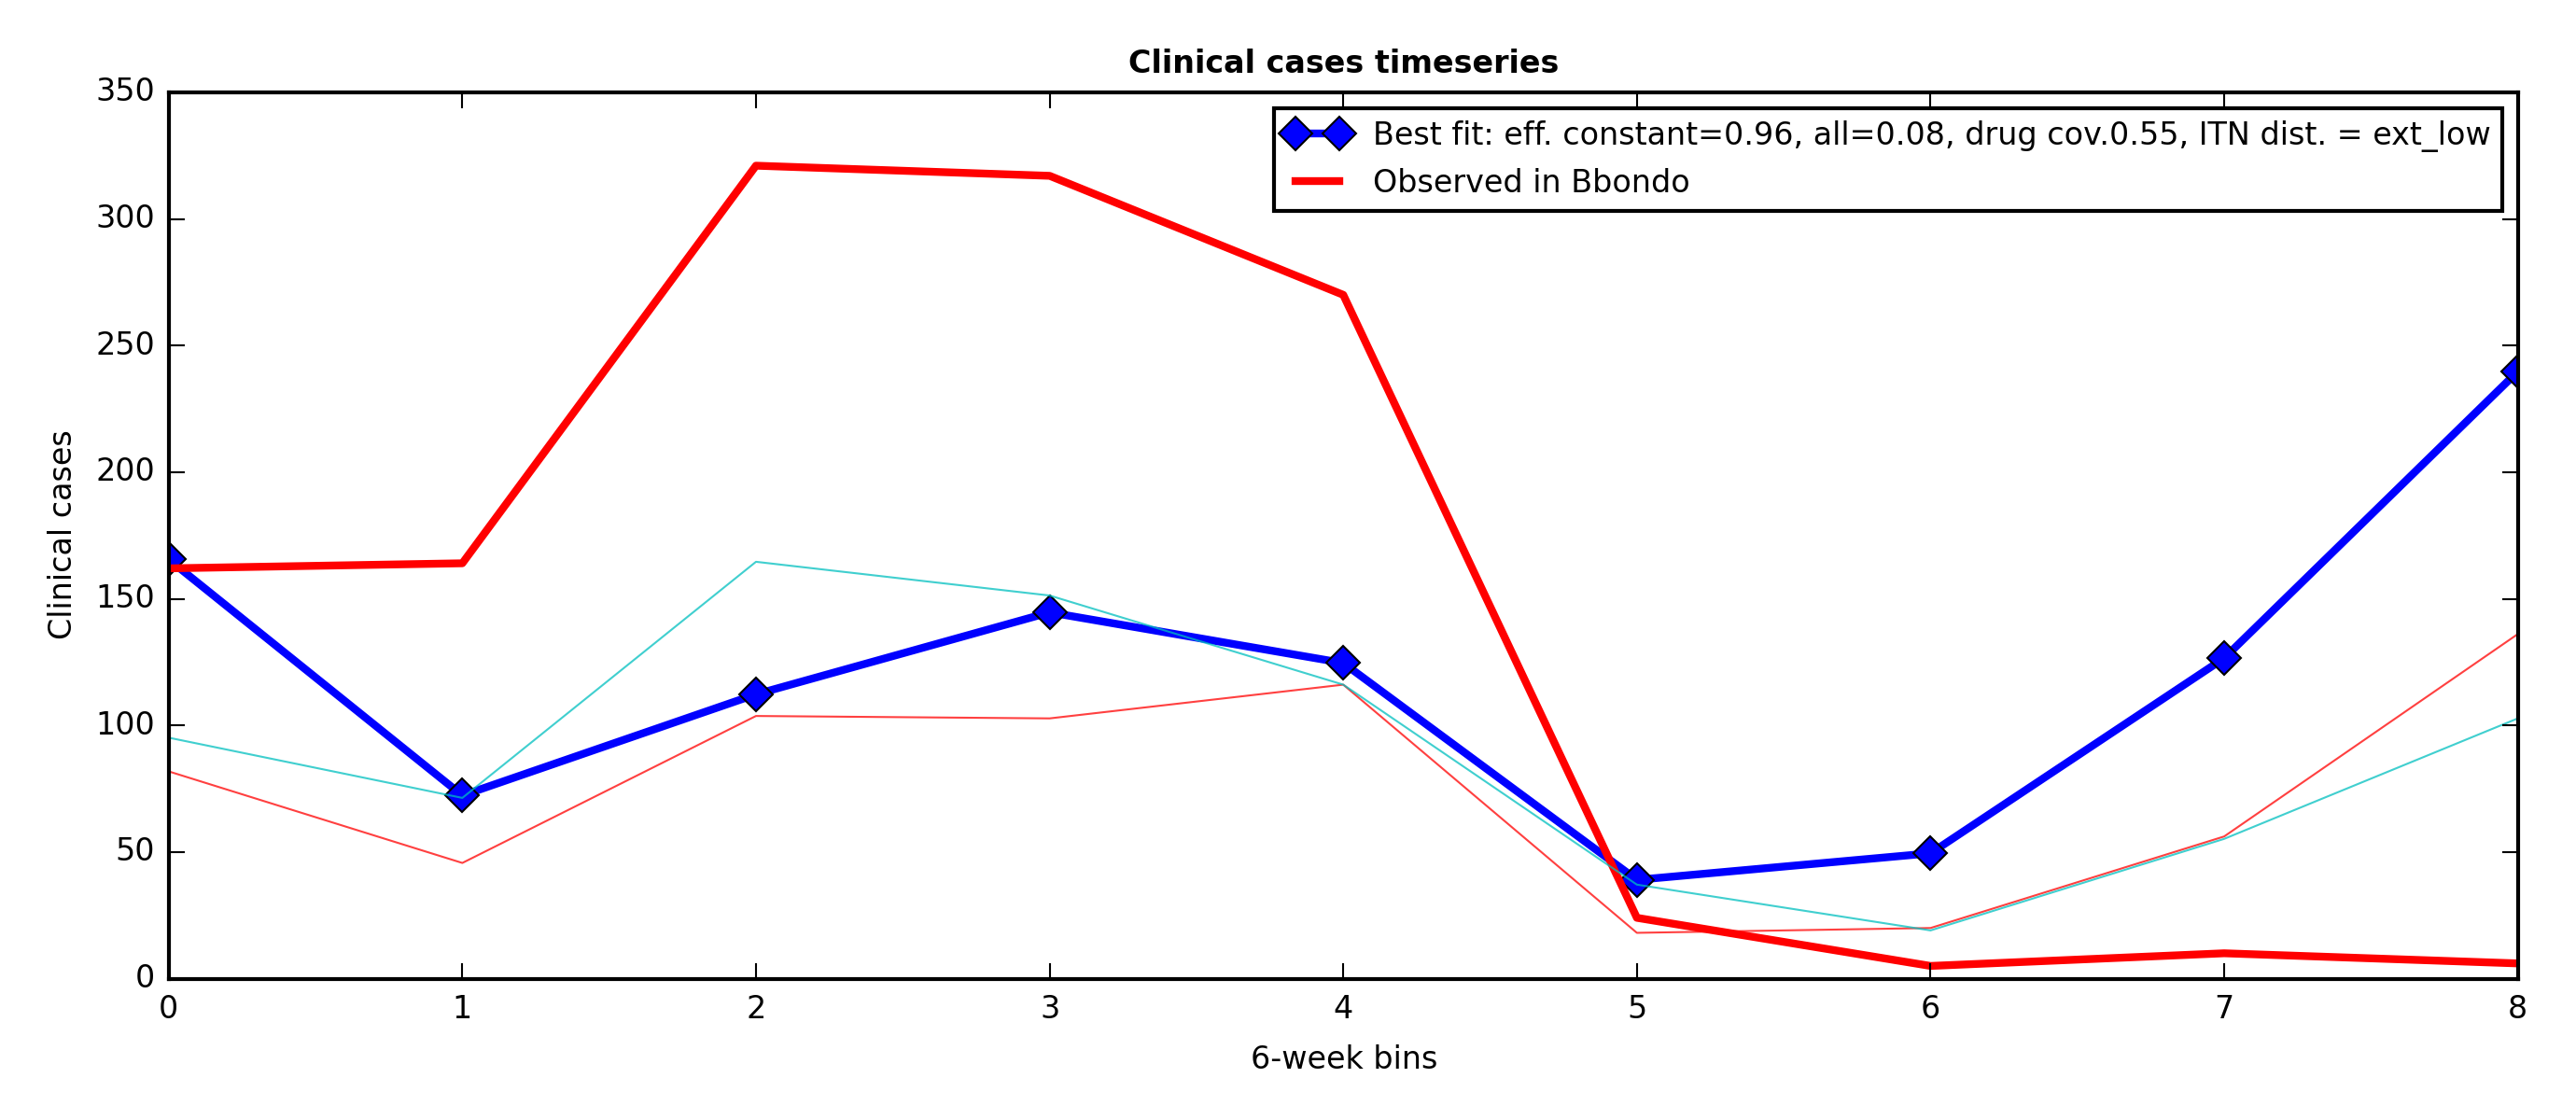 Clinical cases timeseries
350
300
250
200
150
100
50
0
Clinical cases
Best fit: eff. constant=0.96, all=0.08, drug cov.0.55, ITN dist. = ext_low
Observed in Bbondo
0 1 2 3 4 5 6 7 8
6-week bins